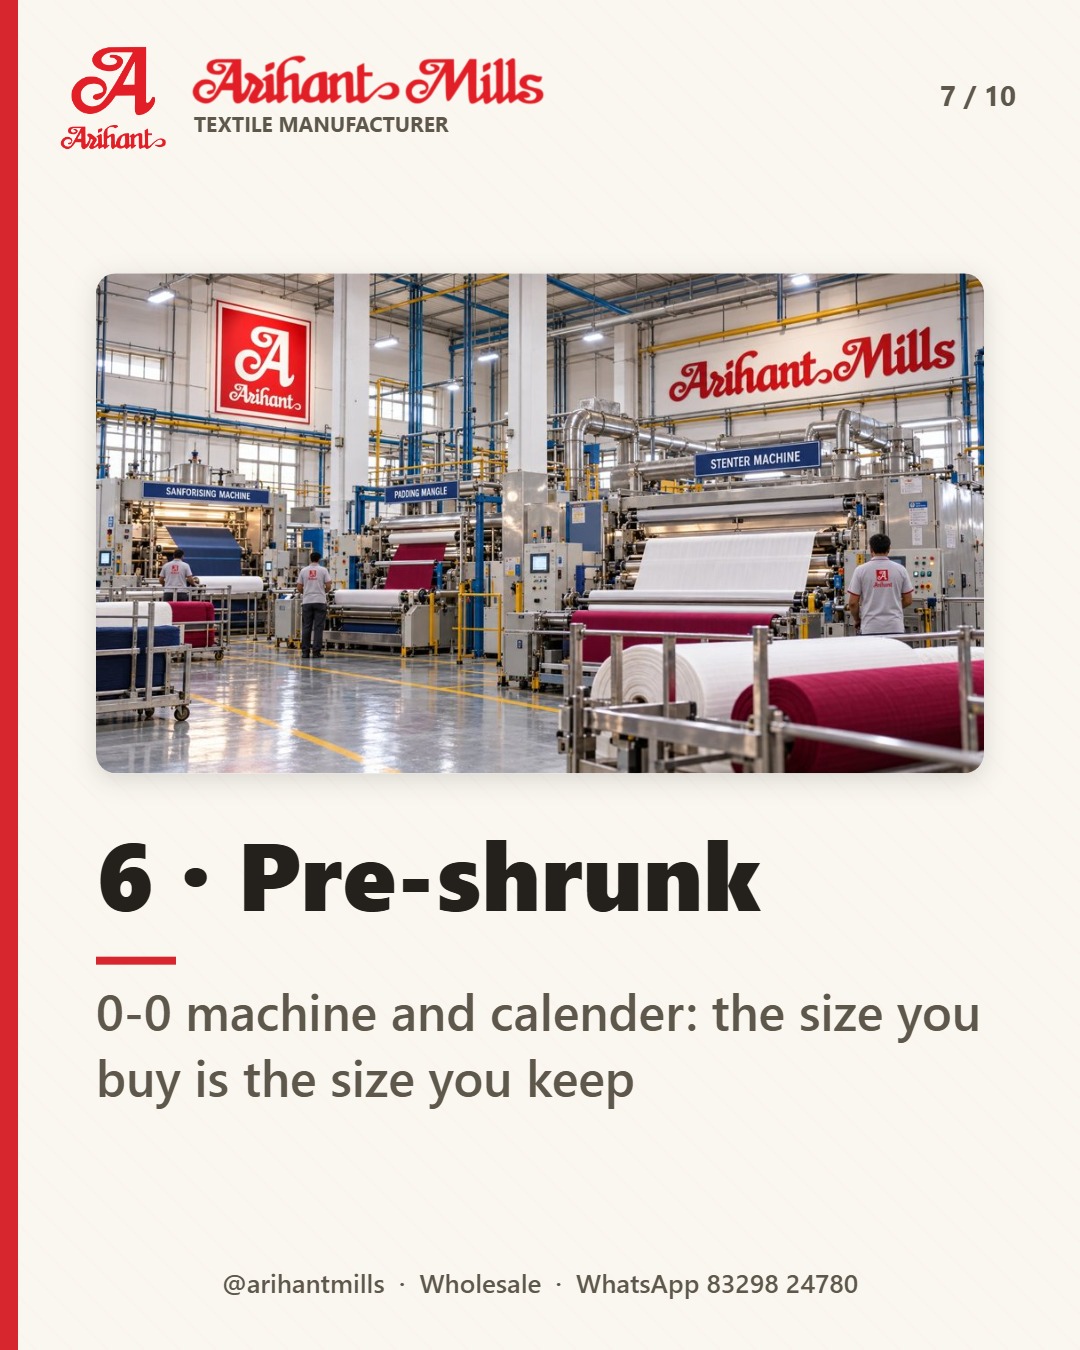 A
Arihant
Arihant Mills
TEXTILE MANUFACTURER
7 / 10
A
Arihant
Arihant Mills
STENTER MACHINE
SANFORISING MACHINE
PADDING MANGLE
A
Arihant
6 · Pre-shrunk
0-0 machine and calender: the size you
buy is the size you keep
@arihantmills · Wholesale · WhatsApp 83298 24780